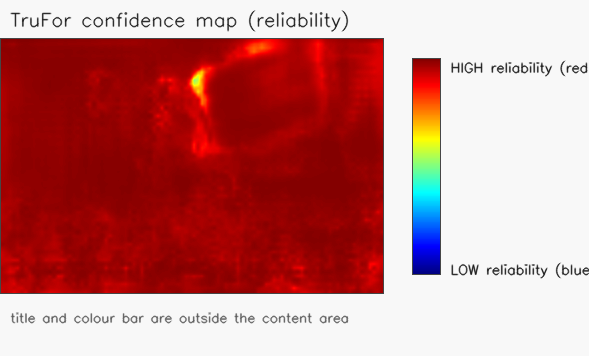 TruFor confidence map (reliability)
HIGH reliability (red
LOW reliability (blue
title and colour bar are outside the content area